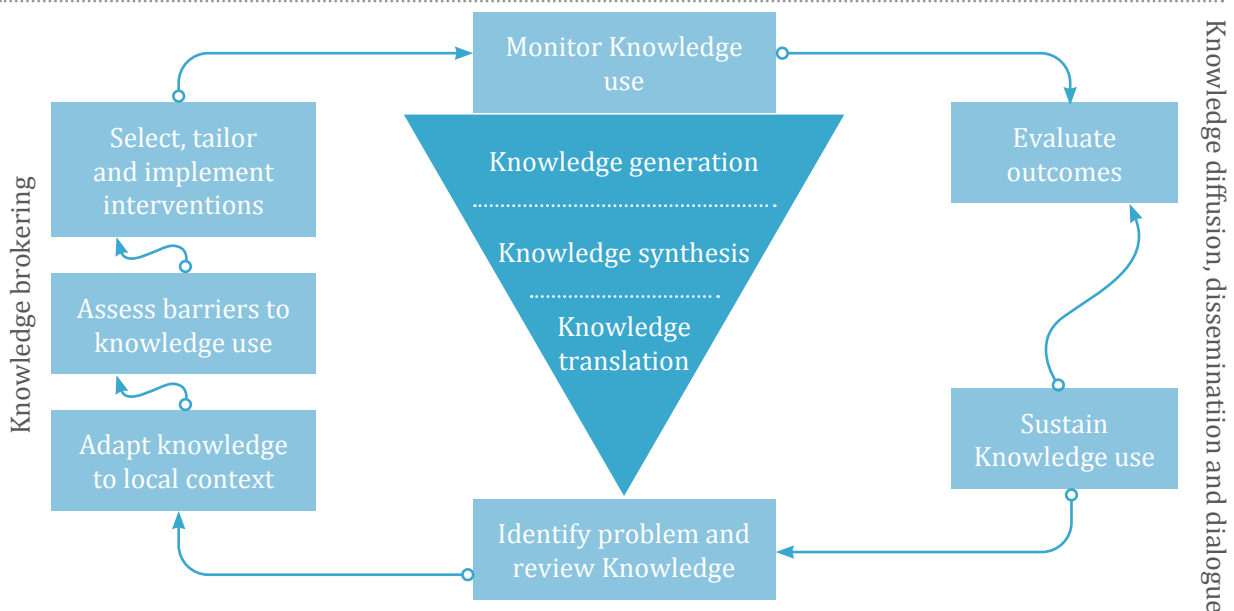 Monitor Knowledge
use
Select, tailor
and implement
interventions
Evaluate
outcomes
Knowledge generation
Knowledge synthesis
Knowledge
translation
Assess barriers to
knowledge use
Adapt knowledge
to local context
Sustain
Knowledge use
Identify problem and
review Knowledge
Knowledge brokering
Knowledge diffusion, disseminatiion and dialogue